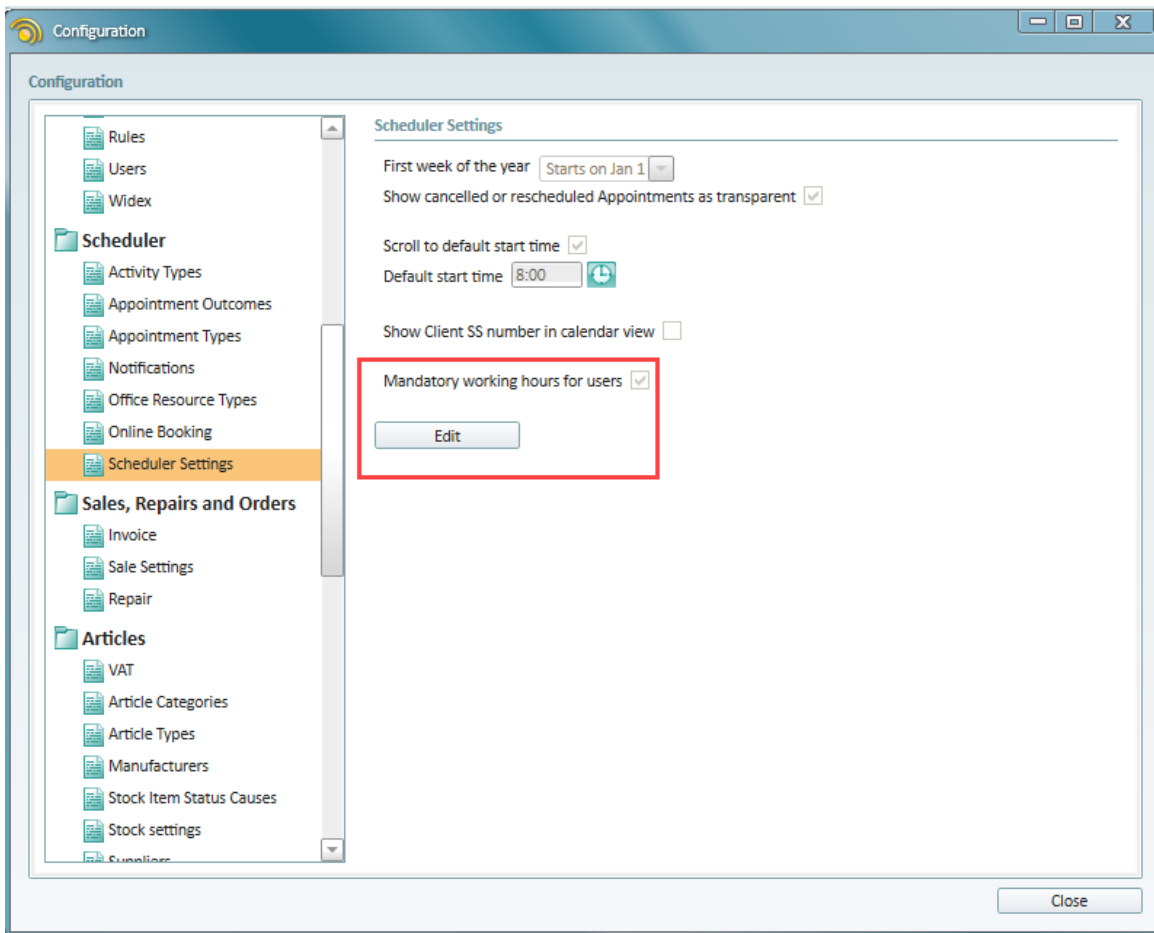 Configuration
Configuration
Rules
Users
Widex
Scheduler
Activity Types
Appointment Outcomes
Appointment Types
Notifications
Office Resource Types
Online Booking
Scheduler Settings
Sales, Repairs and Orders
Invoice
Sale Settings
Repair
Articles
VAT
Article Categories
Article Types
Manufacturers
Stock Item Status Causes
Stock settings
Suppliers
Scheduler Settings
First week of the year Starts on Jan 1
Show cancelled or rescheduled Appointments as transparent
Scroll to default start time
Default start time 8:00
Show Client SS number in calendar view
Mandatory working hours for users
Edit
Close